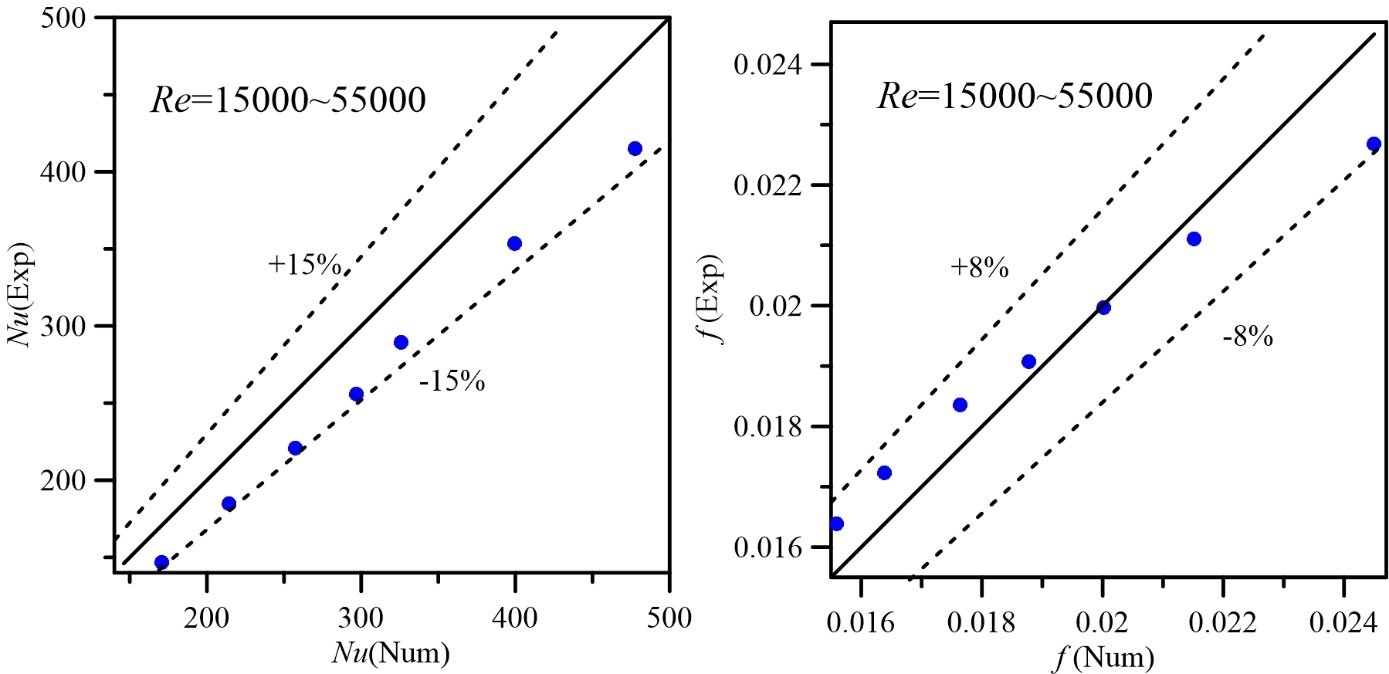 500
400
300
200
Nu(Exp)
Re=15000~55000
+15%
-15%
200 300 400 500
Nu(Num)
0.024
0.022
0.02
0.018
0.016
f (Exp)
Re=15000~55000
+8%
-8%
0.016 0.018 0.02 0.022 0.024
f (Num)